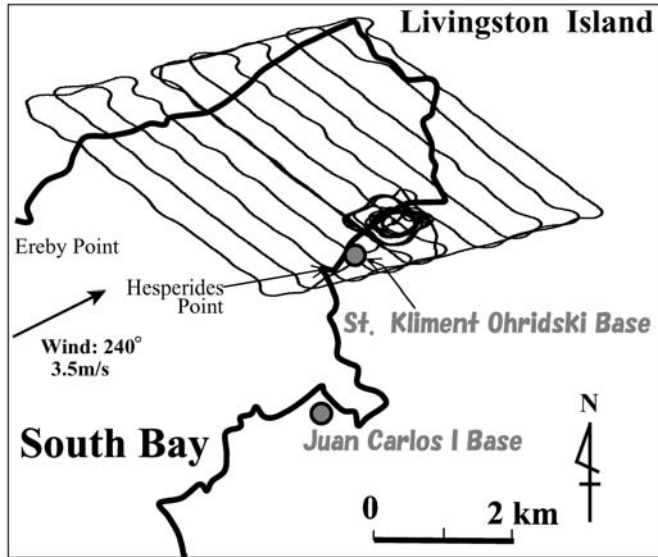 Livingston Island
Ereby Point
Hesperides
Point
St. Kliment Ohridski Base
Wind: 240°
3.5m/s
South Bay
Juan Carlos I Base
N
0 2 km